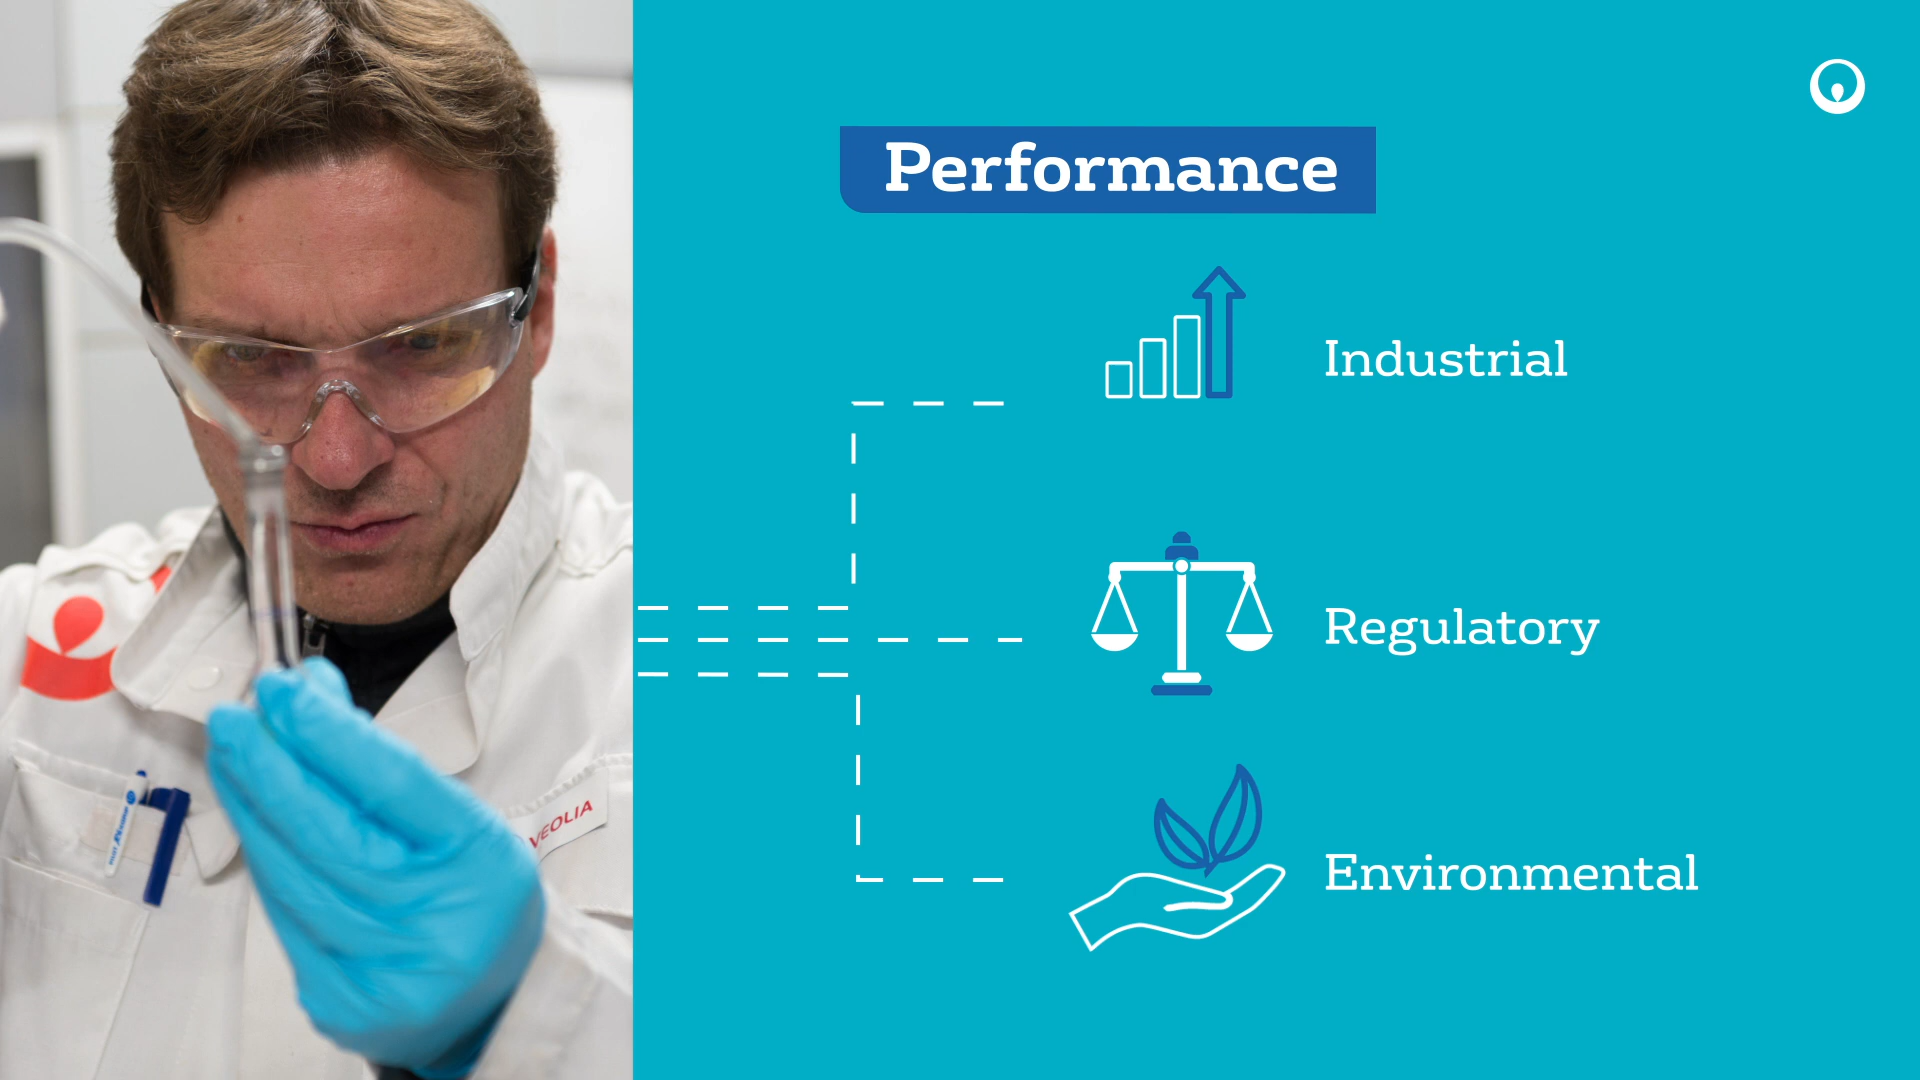 Performance
Industrial
Regulatory
Environmental
VEOLIA